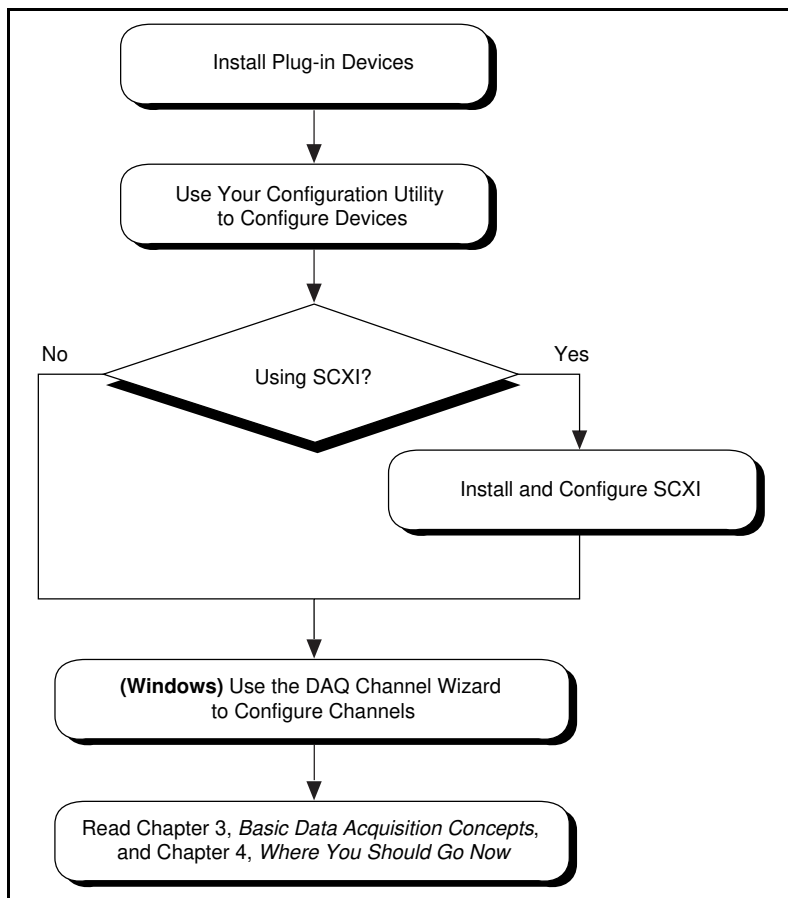 Install Plug-in Devices
Use Your Configuration Utility
to Configure Devices
No
Yes
Using SCXI?
Install and Configure SCXI
(Windows) Use the DAQ Channel Wizard
to Configure Channels
Read Chapter 3, Basic Data Acquisition Concepts,
and Chapter 4, Where You Should Go Now